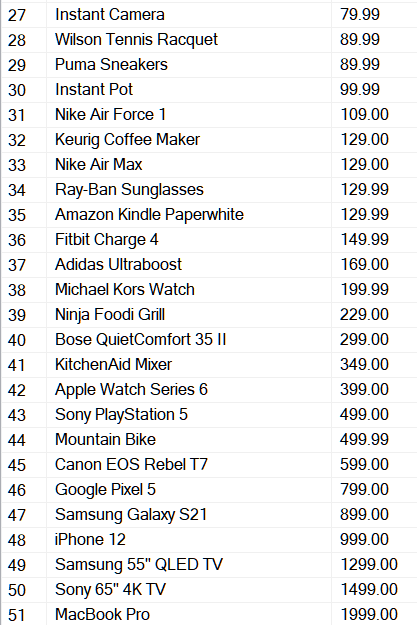 27 Instant Camera 79.99
28 Wilson Tennis Racquet 89.99
29 Puma Sneakers 89.99
30 Instant Pot 99.99
31 Nike Air Force 1 109.00
32 Keurig Coffee Maker 129.00
33 Nike Air Max 129.00
34 Ray-Ban Sunglasses 129.99
35 Amazon Kindle Paperwhite 129.99
36 Fitbit Charge 4 149.99
37 Adidas Ultraboost 169.00
38 Michael Kors Watch 199.99
39 Ninja Foodi Grill 229.00
40 Bose QuietComfort 35 II 299.00
41 KitchenAid Mixer 349.00
42 Apple Watch Series 6 399.00
43 Sony PlayStation 5 499.00
44 Mountain Bike 499.99
45 Canon EOS Rebel T7 599.00
46 Google Pixel 5 799.00
47 Samsung Galaxy S21 899.00
48 iPhone 12 999.00
49 Samsung 55" QLED TV 1299.00
50 Sony 65" 4K TV 1499.00
51 MacBook Pro 1999.00